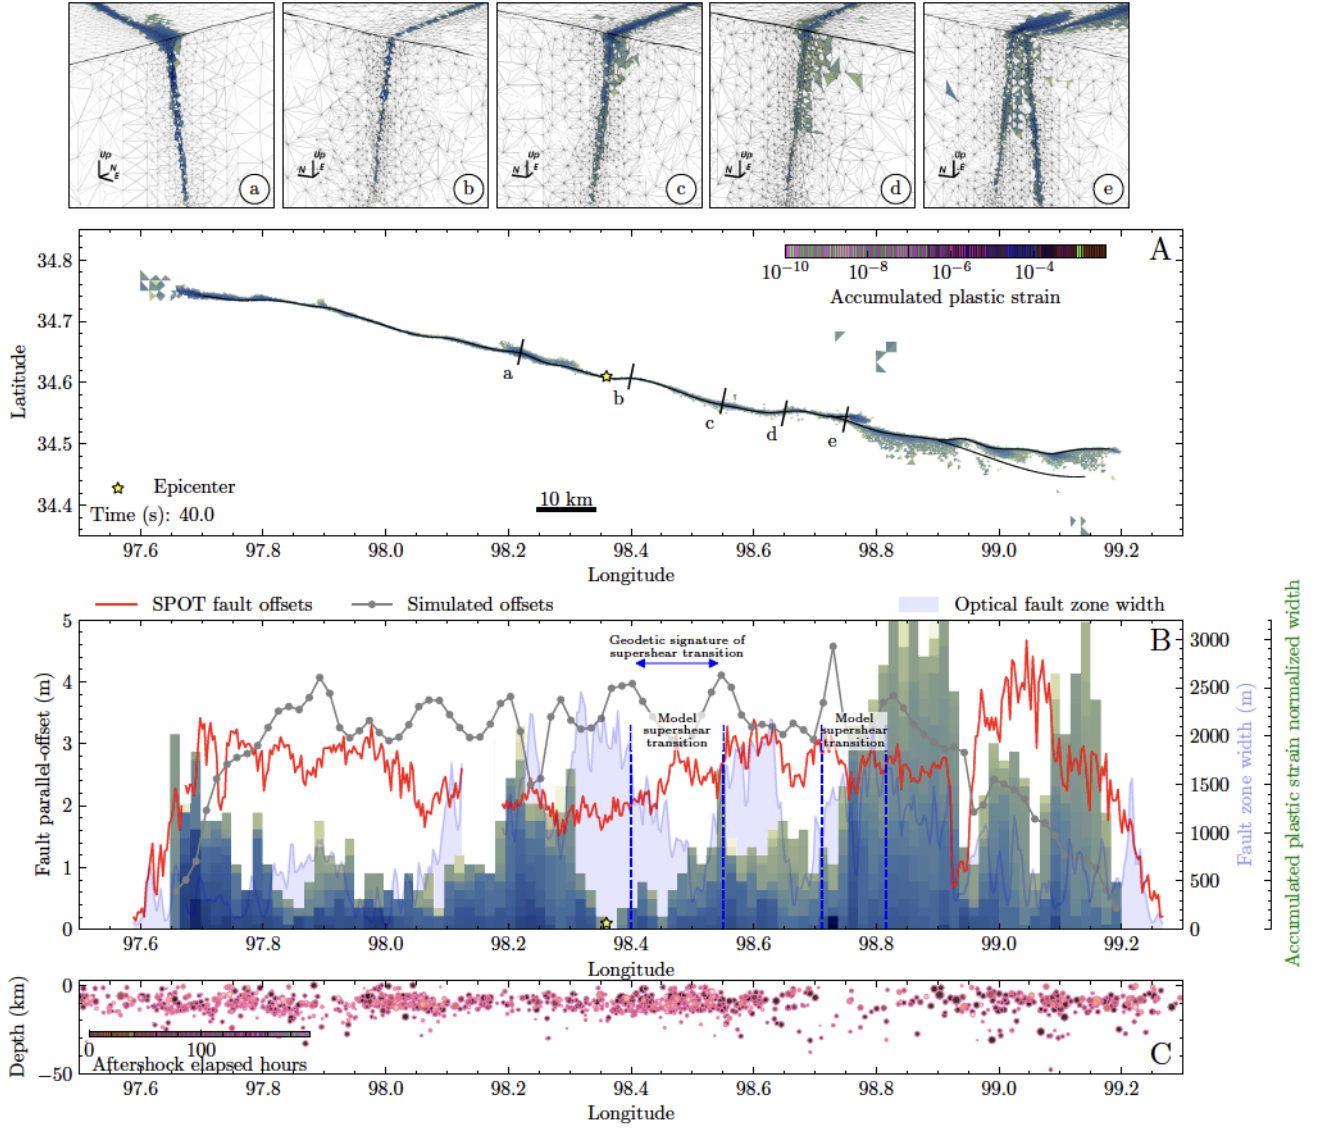 Up
N
E
a
Up
N
E
b
Up
N
E
c
Up
N
E
d
Up
N
E
e
A
34.8
34.7
34.6
34.5
34.4
Latitude
10⁻¹⁰ 10⁻⁸ 10⁻⁶ 10⁻⁴
Accumulated plastic strain
a
b
c
d
e
Epicenter
Time (s): 40.0
10 km
97.6 97.8 98.0 98.2 98.4 98.6 98.8 99.0 99.2
Longitude
SPOT fault offsets
Simulated offsets
Optical fault zone width
B
5
4
3
2
1
0
Fault parallel-offset (m)
Geodetic signature of
supershear transition
Model
supershear
transition
Model
supershear
transition
3000
2500
2000
1500
1000
500
0
Fault zone width (m)
Accumulated plastic strain normalized width
97.6 97.8 98.0 98.2 98.4 98.6 98.8 99.0 99.2
Longitude
C
0
−50
Depth (km)
0 100
Aftershock elapsed hours
97.6 97.8 98.0 98.2 98.4 98.6 98.8 99.0 99.2
Longitude